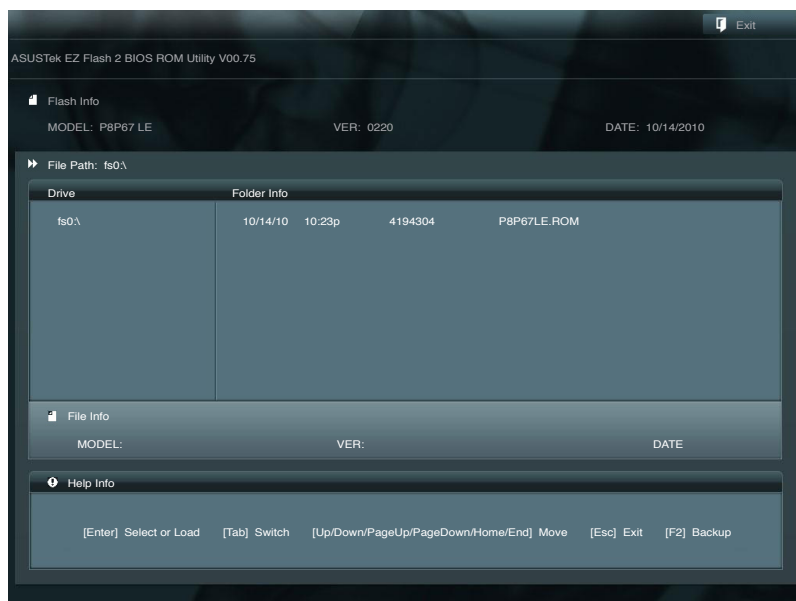 Exit
ASUSTek EZ Flash 2 BIOS ROM Utility V00.75
Flash Info
MODEL: P8P67 LE VER: 0220 DATE: 10/14/2010
File Path: fs0:\
Drive Folder Info
fs0:\ 10/14/10 10:23p 4194304 P8P67LE.ROM
File Info
MODEL: VER: DATE
Help Info
[Enter] Select or Load [Tab] Switch [Up/Down/PageUp/PageDown/Home/End] Move [Esc] Exit [F2] Backup